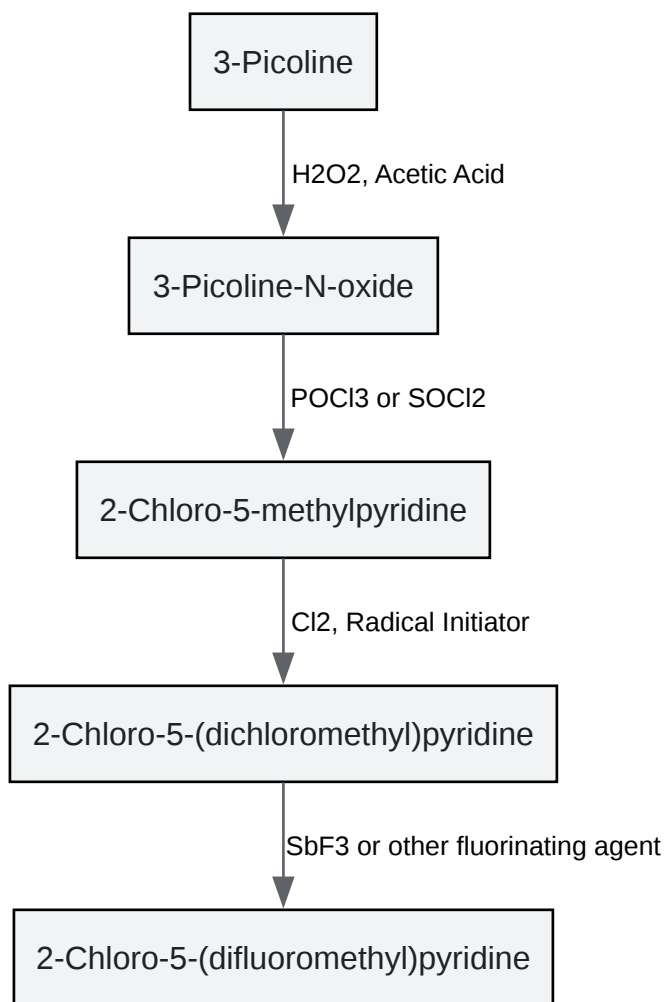 3-Picoline
H2O2, Acetic Acid
3-Picoline-N-oxide
POCl3 or SOCl2
2-Chloro-5-methylpyridine
Cl2, Radical Initiator
2-Chloro-5-(dichloromethyl)pyridine
SbF3 or other fluorinating agent
2-Chloro-5-(difluoromethyl)pyridine